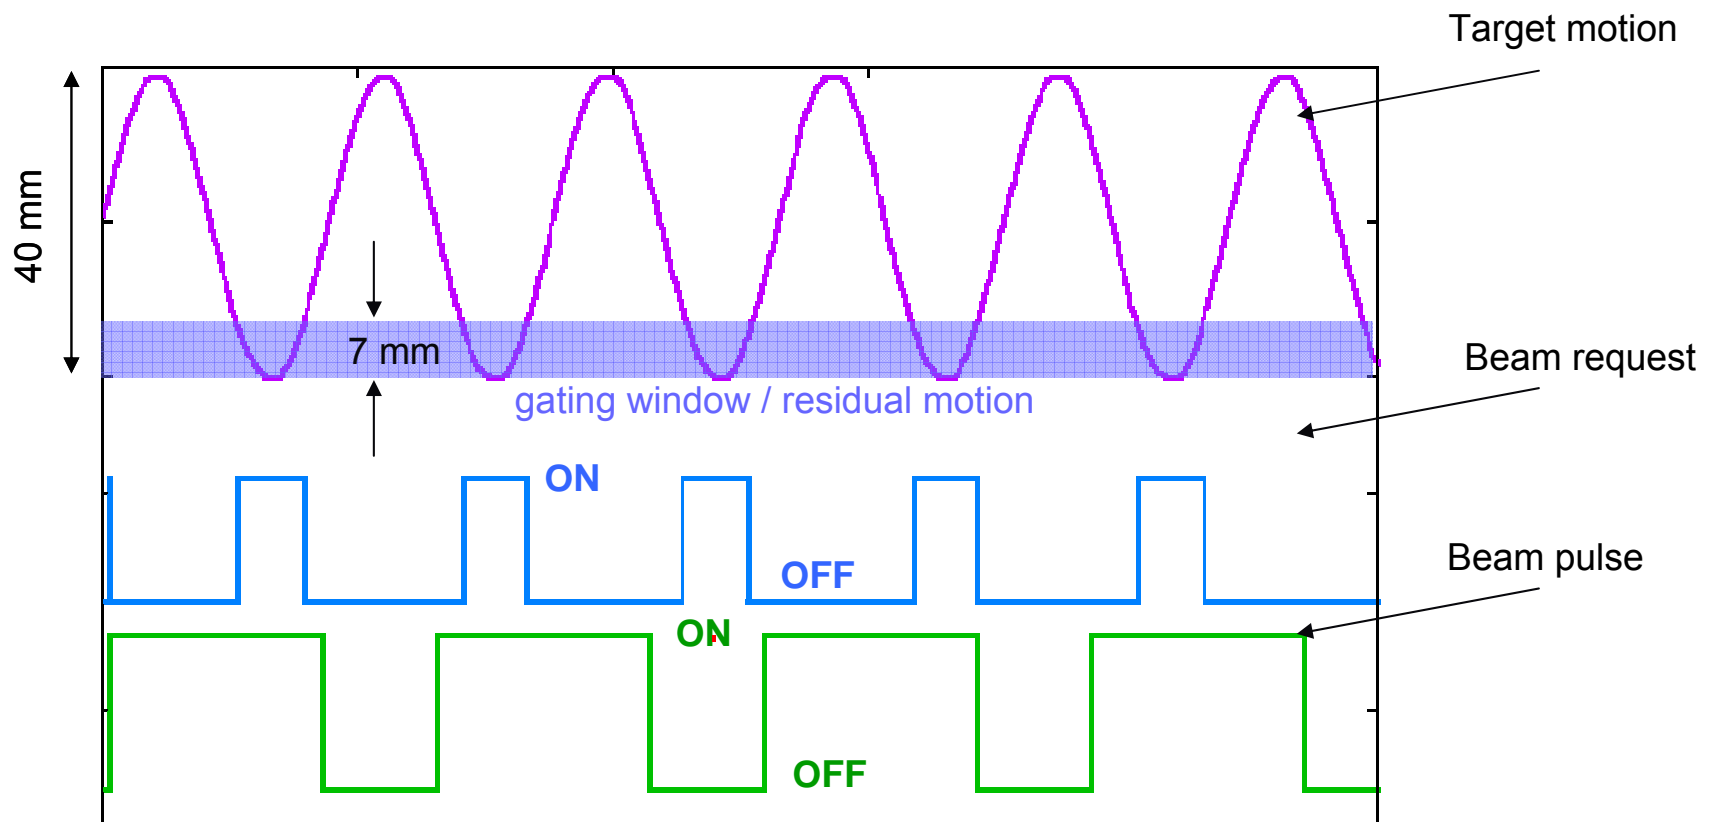 Target motion
40 mm
7 mm
Beam request
gating window / residual motion
ON
OFF
Beam pulse
ON
OFF